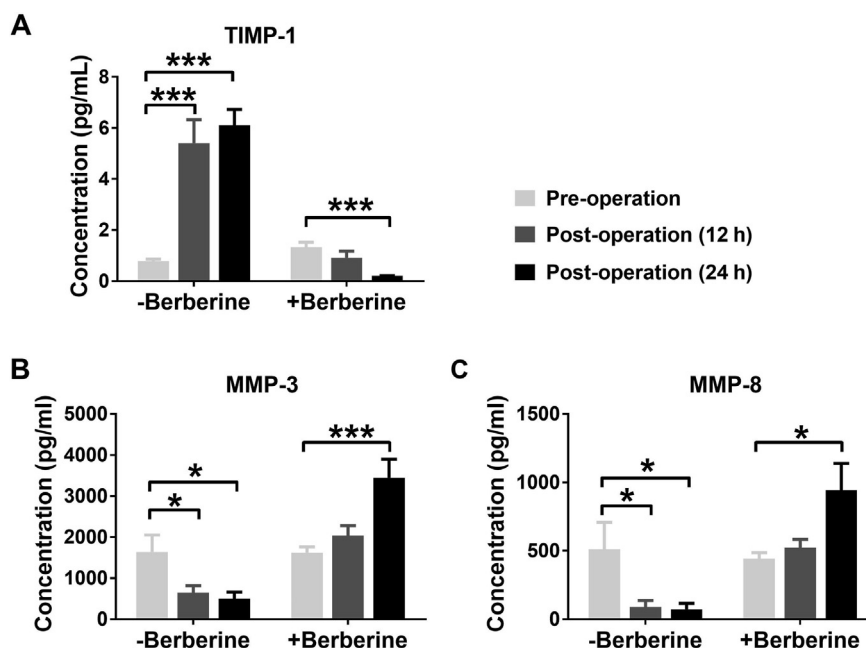 A
TIMP-1
Concentration (pg/mL)
8
6
4
2
0
***
***
***
-Berberine
+Berberine
Pre-operation
Post-operation (12 h)
Post-operation (24 h)
B
MMP-3
Concentration (pg/ml)
5000
4000
3000
2000
1000
0
*
*
***
-Berberine
+Berberine
C
MMP-8
Concentration (pg/ml)
1500
1000
500
0
*
*
*
-Berberine
+Berberine